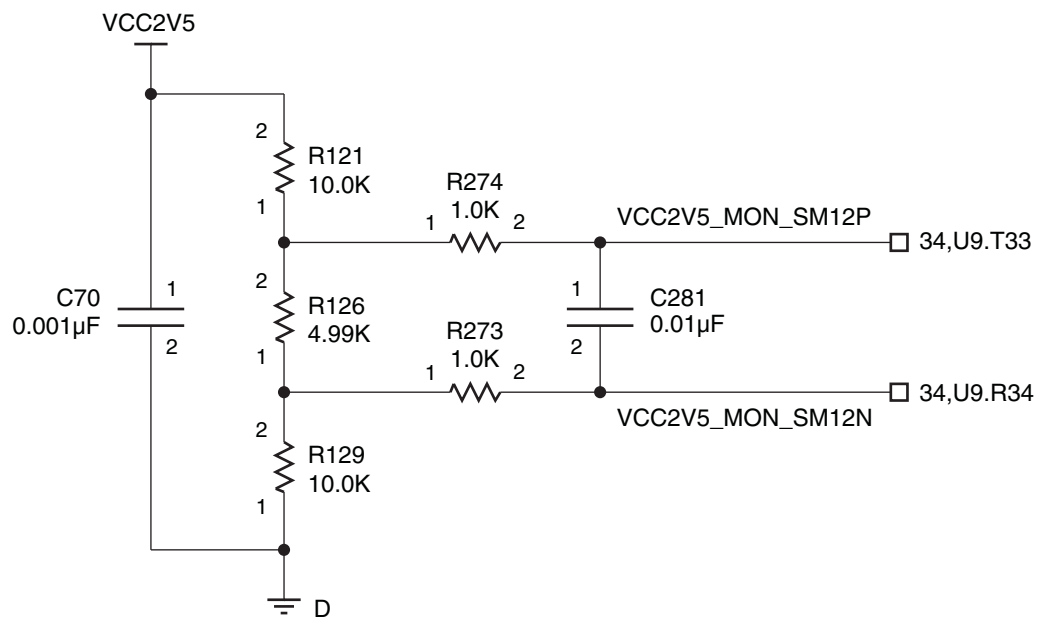 VCC2V5
2
R121
10.0K
1
R274
1.0K
1
2
VCC2V5_MON_SM12P
34,U9.T33
C70
0.001µF
1
2
2
R126
4.99K
1
R273
1.0K
1
2
1
C281
0.01µF
2
34,U9.R34
VCC2V5_MON_SM12N
2
R129
10.0K
1
D